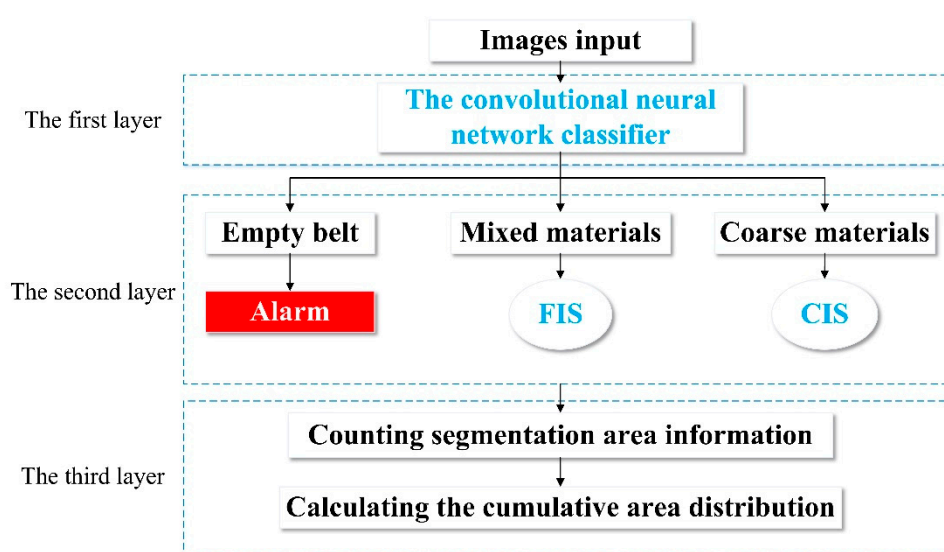 Images input
The first layer
The convolutional neural
network classifier
Empty belt
Mixed materials
Coarse materials
The second layer
Alarm
FIS
CIS
Counting segmentation area information
The third layer
Calculating the cumulative area distribution